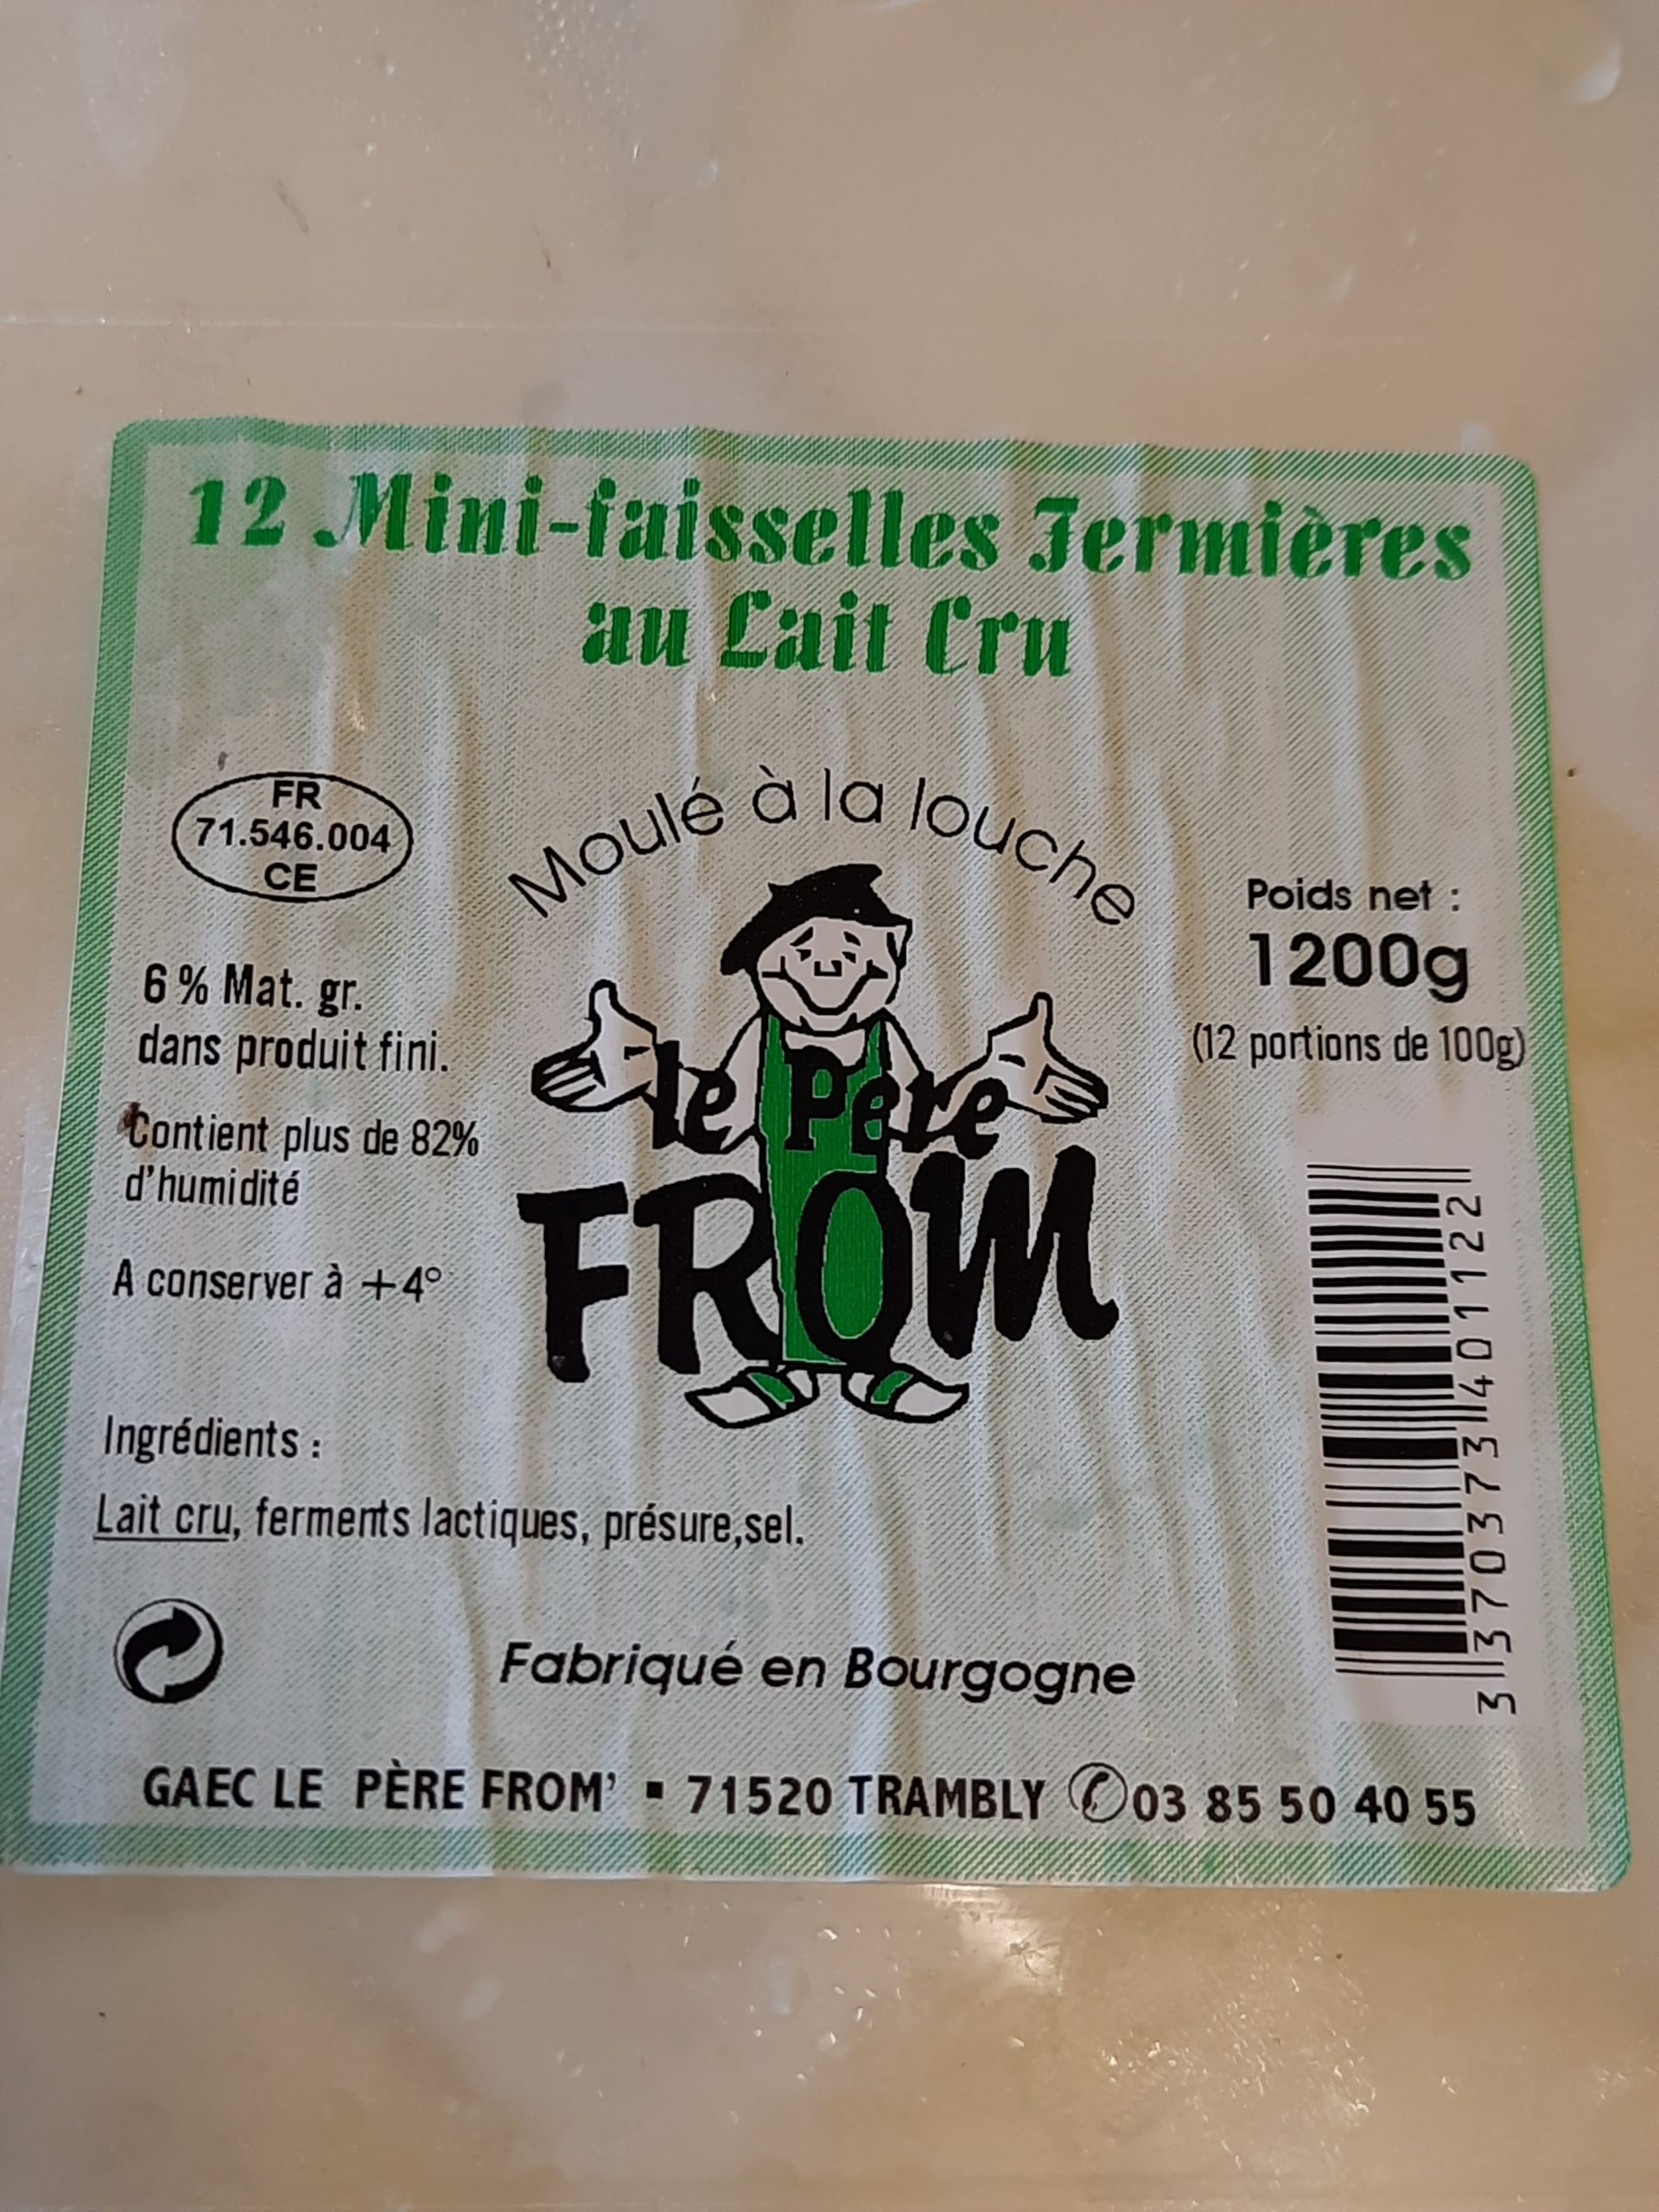 12 Mini-faisselles Fermières
au Lait Cru
FR
71.546.004
CE
Moulé à la louche
Poids net :
1200g
(12 portions de 100g)
6 % Mat. gr.
dans produit fini.
Contient plus de 82%
d'humidité
A conserver à +4°
le Père
FROM
Ingrédients :
Lait cru, ferments lactiques, présure,sel.
3 370373 401122
Fabriqué en Bourgogne
GAEC LE PÈRE FROM' ▪ 71520 TRAMBLY ✆03 85 50 40 55